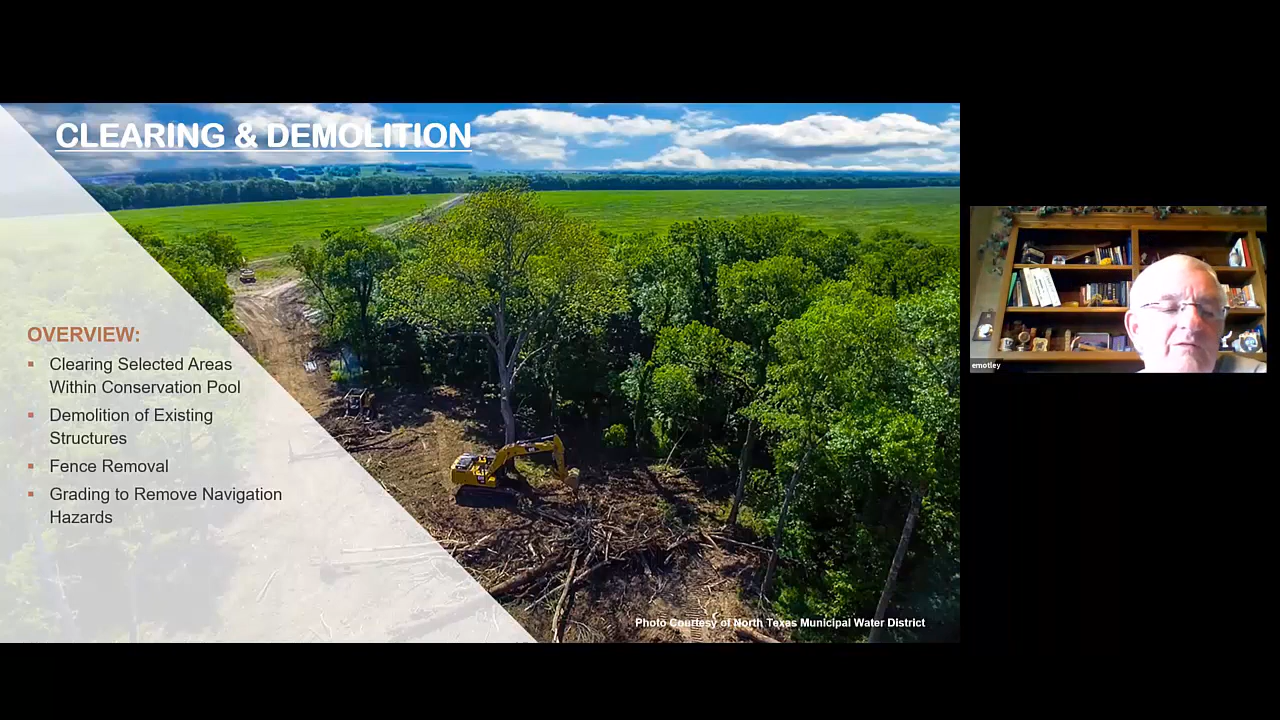 CLEARING & DEMOLITION
OVERVIEW:
▪ Clearing Selected Areas
Within Conservation Pool
▪ Demolition of Existing
Structures
▪ Fence Removal
▪ Grading to Remove Navigation
Hazards
Photo Courtesy of North Texas Municipal Water District
emotley